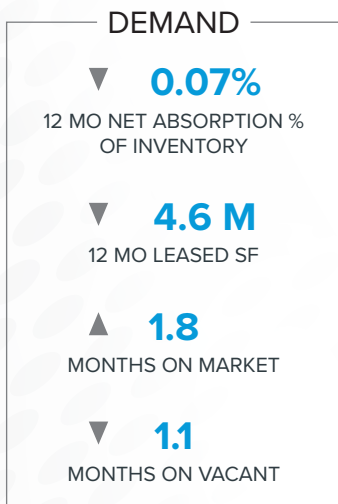 DEMAND
▼ 0.07%
12 MO NET ABSORPTION %
OF INVENTORY
▼ 4.6 M
12 MO LEASED SF
▲ 1.8
MONTHS ON MARKET
▼ 1.1
MONTHS ON VACANT